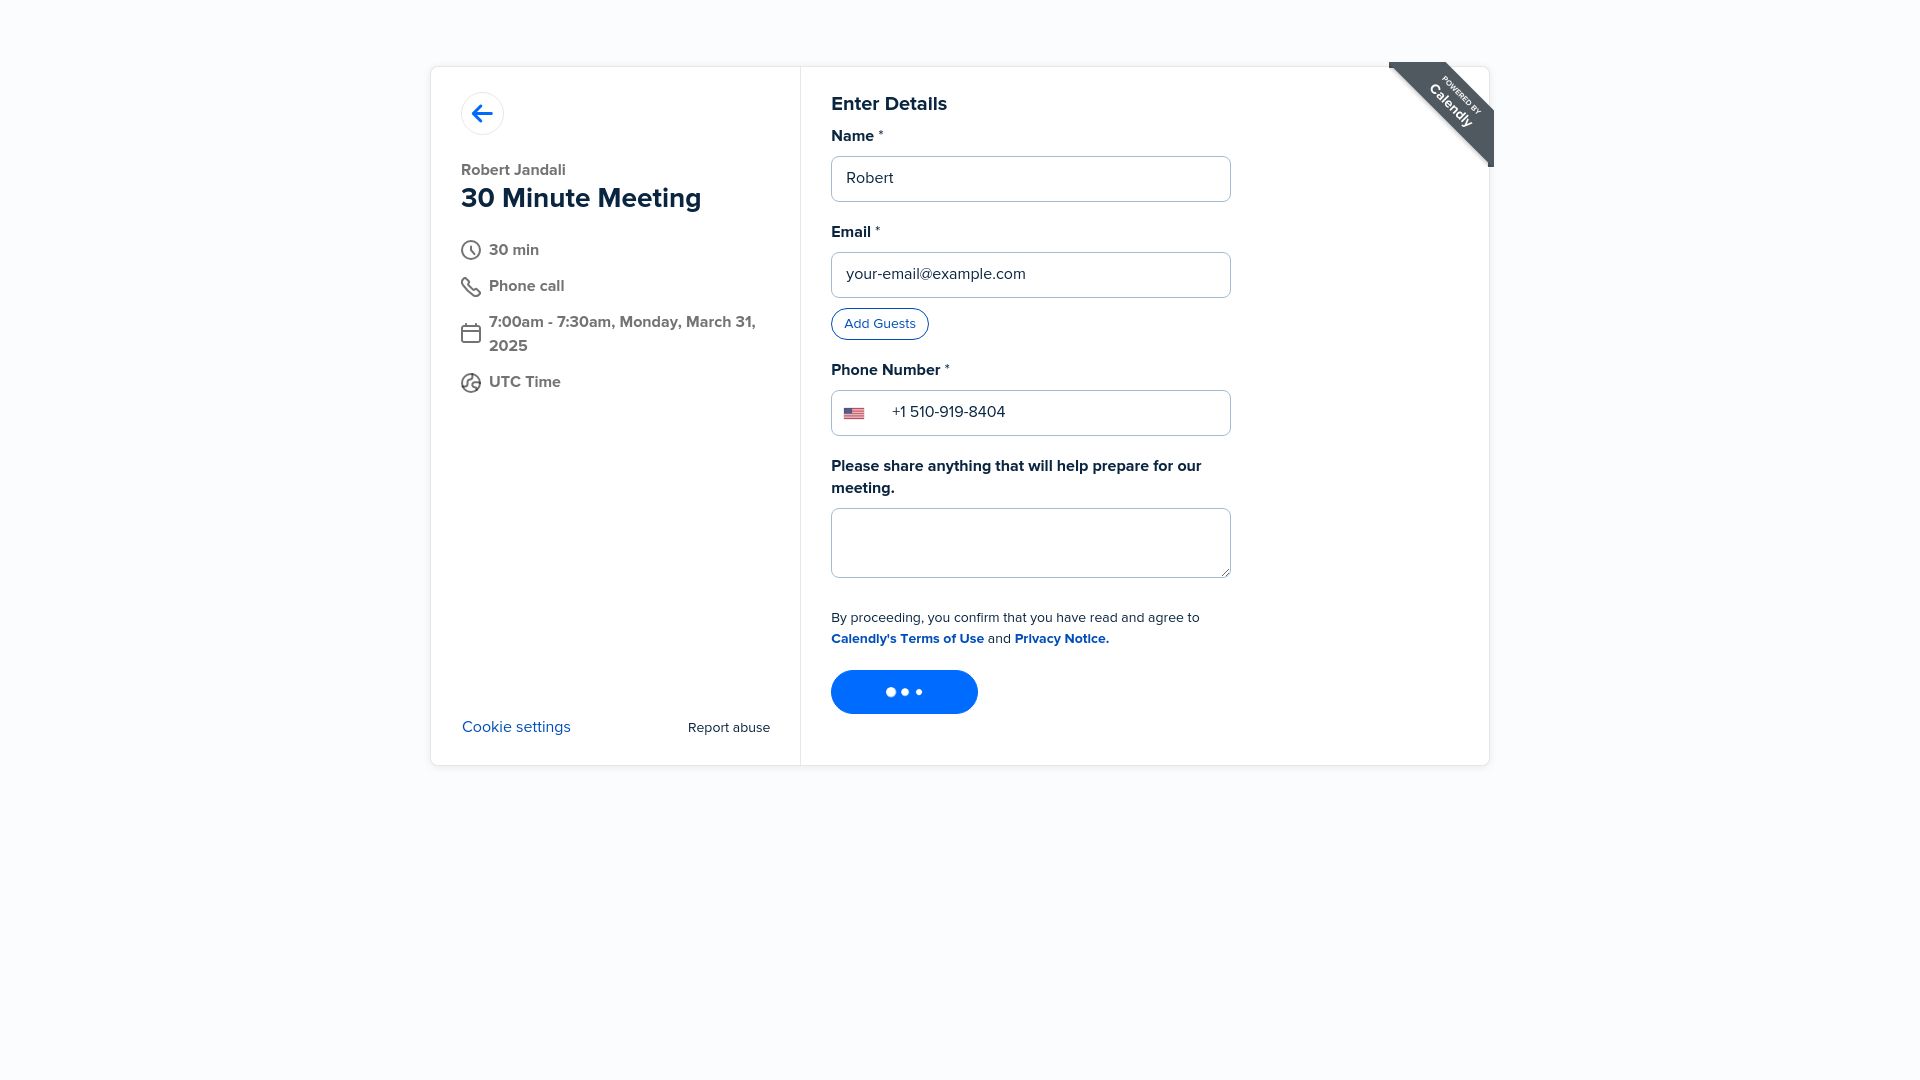 Robert Jandali
30 Minute Meeting
30 min
Phone call
7:00am - 7:30am, Monday, March 31,
2025
UTC Time
Cookie settings
Report abuse
Enter Details
Name *
Robert
Email *
your-email@example.com
Add Guests
Phone Number *
+1 510-919-8404
Please share anything that will help prepare for our
meeting.
By proceeding, you confirm that you have read and agree to
Calendly's Terms of Use and Privacy Notice.
POWERED BY
Calendly